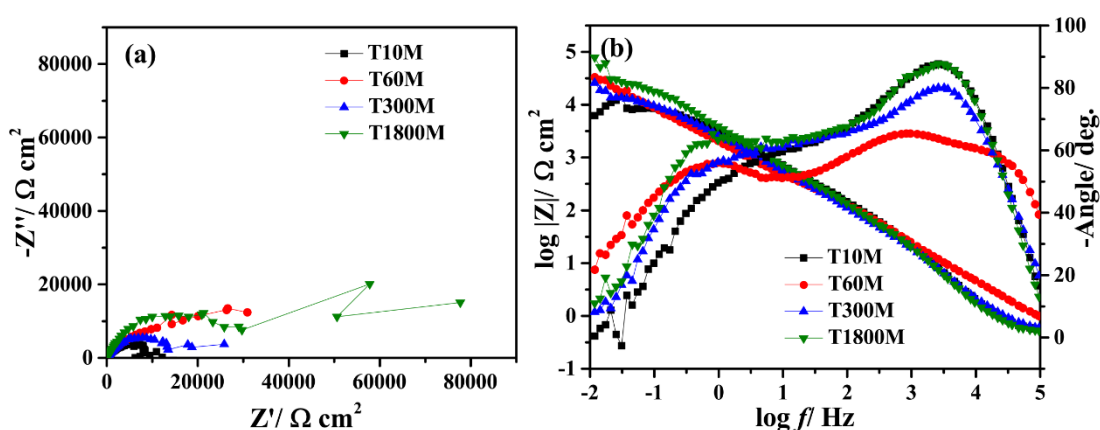 (a)
T10M
T60M
T300M
T1800M
-Z''/ Ω cm²
80000
60000
40000
20000
0
0 20000 40000 60000 80000
Z'/ Ω cm²
(b)
T10M
T60M
T300M
T1800M
log |Z|/ Ω cm²
5
4
3
2
1
0
-1
-2 -1 0 1 2 3 4 5
log f/ Hz
100
80
60
40
20
0
-Angle/ deg.